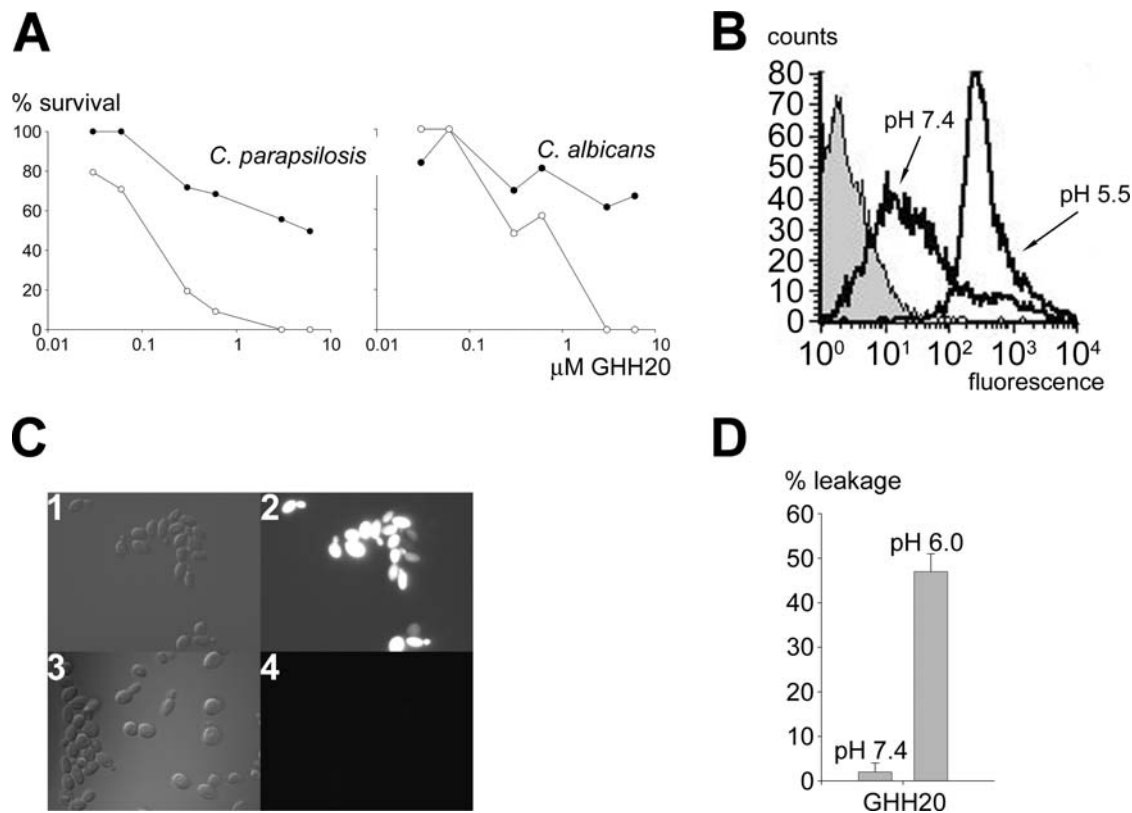 A
% survival
100
80
60
40
20
0
0.01
0.1
1
10
C. parapsilosis
0.01
0.1
1
10
C. albicans
μM GHH20
B
counts
80
70
60
50
40
30
20
10
0
pH 7.4
pH 5.5
10⁰ 10¹ 10² 10³ 10⁴
fluorescence
C
1
2
3
4
D
% leakage
60
50
40
30
20
10
0
pH 6.0
pH 7.4
GHH20